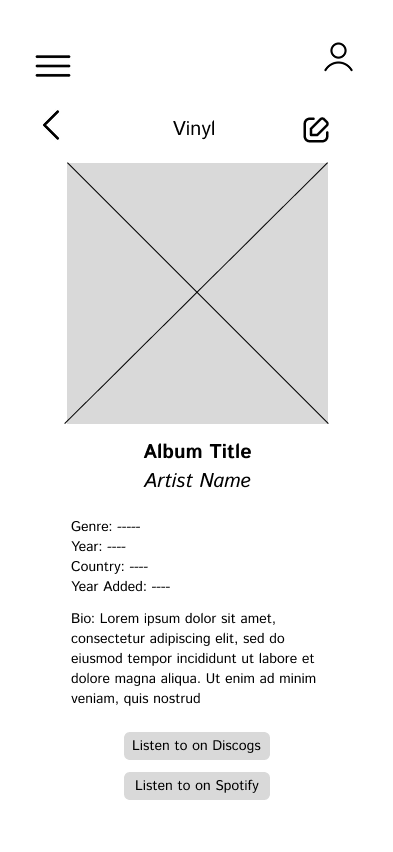 Vinyl
Album Title
Artist Name
Genre: -----
Year: ----
Country: ----
Year Added: ----
Bio: Lorem ipsum dolor sit amet,
consectetur adipiscing elit, sed do
eiusmod tempor incididunt ut labore et
dolore magna aliqua. Ut enim ad minim
veniam, quis nostrud
Listen to on Discogs
Listen to on Spotify